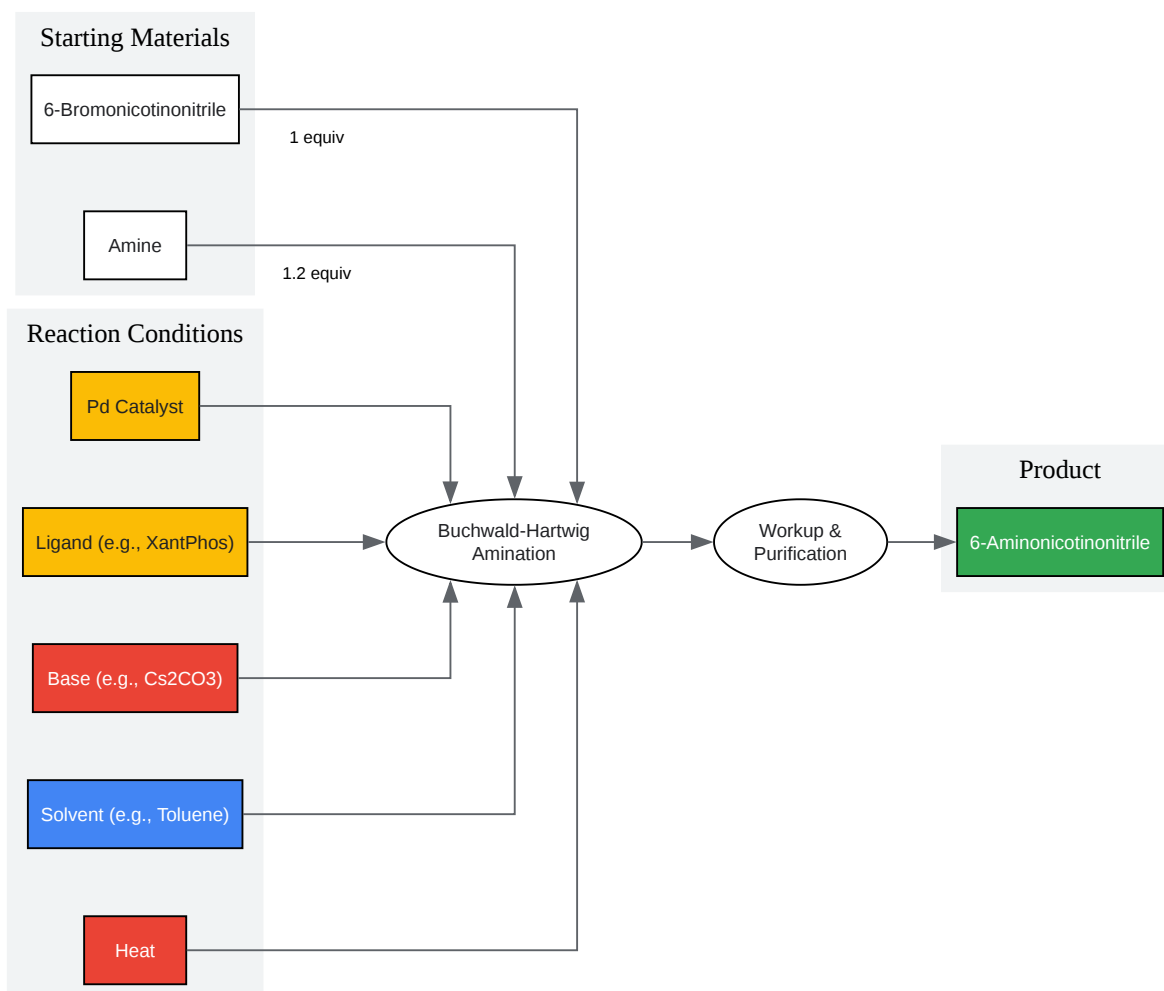 Starting Materials
6-Bromonicotinonitrile
1 equiv
Amine
1.2 equiv
Reaction Conditions
Pd Catalyst
Ligand (e.g., XantPhos)
Base (e.g., Cs2CO3)
Solvent (e.g., Toluene)
Heat
Buchwald-Hartwig
Amination
Workup &
Purification
Product
6-Aminonicotinonitrile